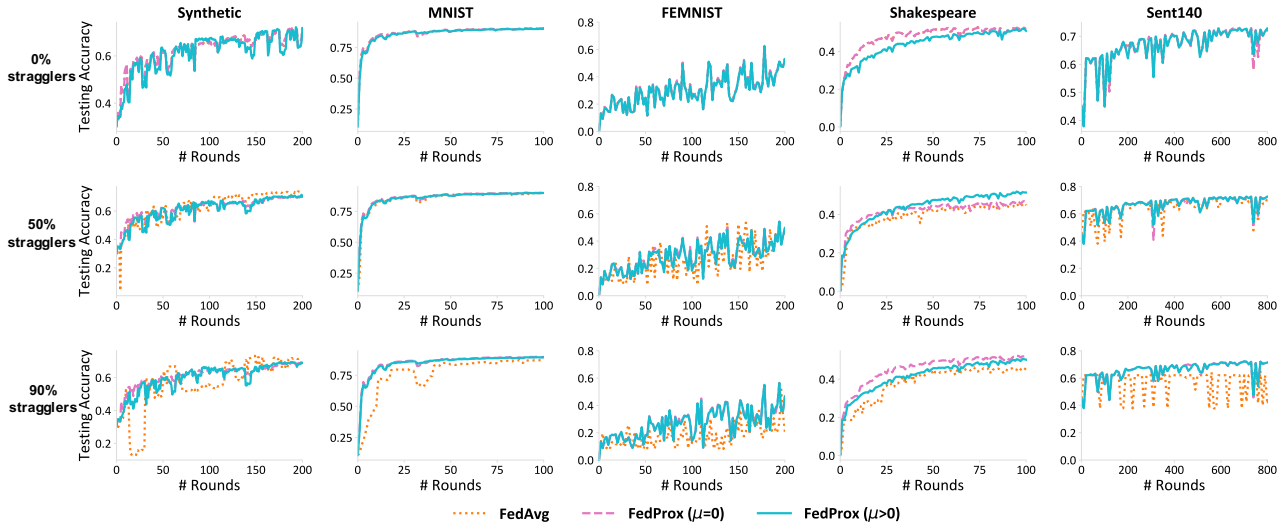 Synthetic MNIST FEMNIST Shakespeare Sent140
0% stragglers
Testing Accuracy
0.4 0.6
0 50 100 150 200
# Rounds
0.25 0.50 0.75
0 25 50 75 100
# Rounds
0.0 0.2 0.4 0.6 0.8
0 50 100 150 200
# Rounds
0.0 0.2 0.4
0 25 50 75 100
# Rounds
0.4 0.5 0.6 0.7
0 200 400 600 800
# Rounds
50% stragglers
Testing Accuracy
0.2 0.4 0.6
0 50 100 150 200
# Rounds
0.25 0.50 0.75
0 25 50 75 100
# Rounds
0.0 0.2 0.4 0.6 0.8
0 50 100 150 200
# Rounds
0.0 0.2 0.4
0 25 50 75 100
# Rounds
0.0 0.2 0.4 0.6 0.8
0 200 400 600 800
# Rounds
90% stragglers
Testing Accuracy
0.2 0.4 0.6
0 50 100 150 200
# Rounds
0.25 0.50 0.75
0 25 50 75 100
# Rounds
0.0 0.2 0.4 0.6 0.8
0 50 100 150 200
# Rounds
0.0 0.2 0.4
0 25 50 75 100
# Rounds
0.0 0.2 0.4 0.6 0.8
0 200 400 600 800
# Rounds
FedAvg FedProx (μ=0) FedProx (μ>0)